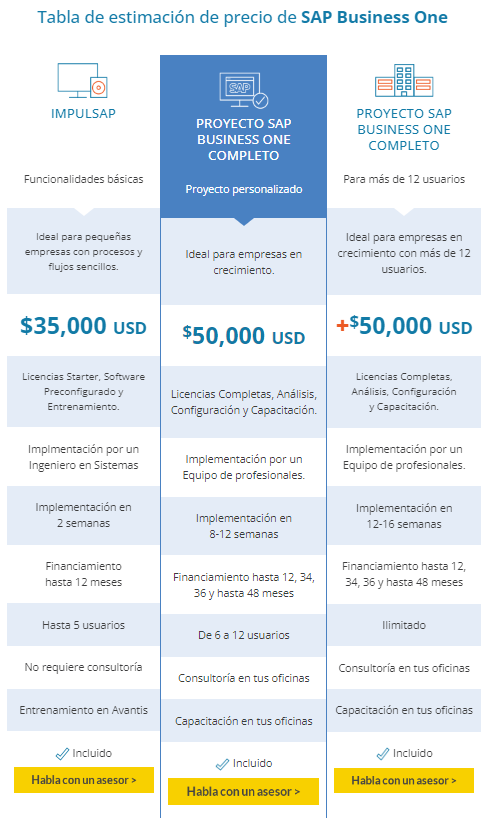 Tabla de estimación de precio de SAP Business One
IMPULSAP
Funcionalidades básicas
Ideal para pequeñas
empresas con procesos y
flujos sencillos.
$35,000 USD
Licencias Starter, Software
Preconfigurado y
Entrenamiento.
Implmentación por un
Ingeniero en Sistemas
Implementación en
2 semanas
Financiamiento
hasta 12 meses
Hasta 5 usuarios
No requiere consultoría
Entrenamiento en Avantis
Incluido
Habla con un asesor >
SAP
PROYECTO SAP
BUSINESS ONE
COMPLETO
Proyecto personalizado
Ideal para empresas en
crecimiento.
$50,000 USD
Licencias Completas, Análisis,
Configuración y Capacitación.
Implementación por un
Equipo de profesionales.
Implementación en
8-12 semanas
Financiamiento hasta 12, 34,
36 y hasta 48 meses
De 6 a 12 usuarios
Consultoría en tus oficinas
Capacitación en tus oficinas
Incluido
Habla con un asesor >
PROYECTO SAP
BUSINESS ONE
COMPLETO
Para más de 12 usuarios
Ideal para empresas en
crecimiento con más de 12
usuarios.
+$50,000 USD
Licencias Completas,
Análisis, Configuración
y Capacitación.
Implementación por un
Equipo de profesionales.
Implementación en
12-16 semanas
Financiamiento hasta 12,
34, 36 y hasta 48 meses
Ilimitado
Consultoría en tus oficinas
Capacitación en tus oficinas
Incluido
Habla con un asesor >